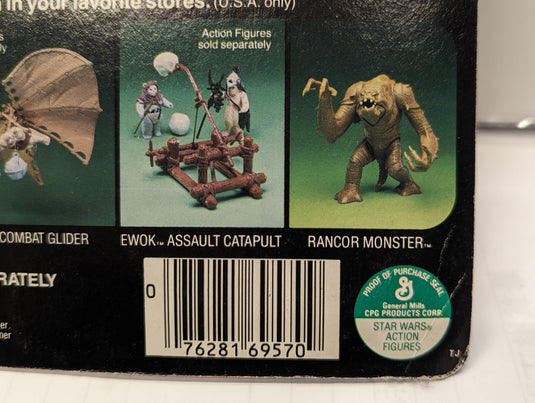 in your favorite stores. (U.S.A. only)
Action Figures
sold separately
COMBAT GLIDER
EWOK™ ASSAULT CATAPULT
RANCOR MONSTER™
PROOF OF PURCHASE SEAL
G
General Mills
CPG PRODUCTS CORP.
STAR WARS®
ACTION
FIGURES
0
76281 69570
TJ